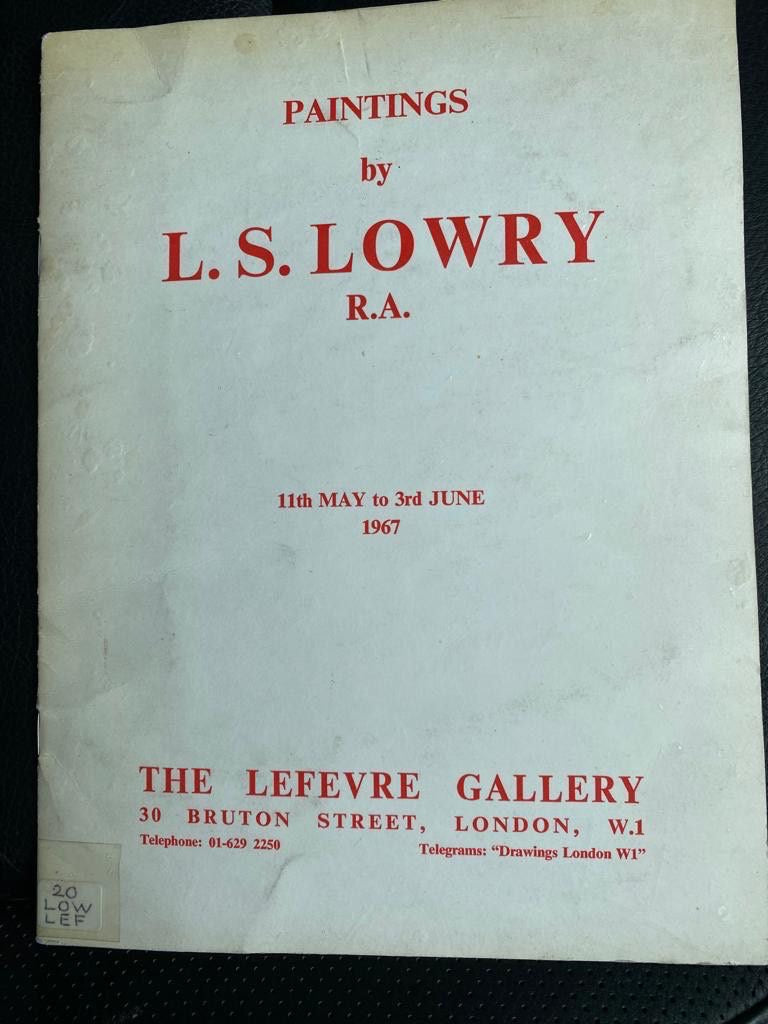 PAINTINGS
by
L. S. LOWRY
R.A.
11th MAY to 3rd JUNE
1967
THE LEFEVRE GALLERY
30 BRUTON STREET, LONDON, W.1
Telephone: 01-629 2250 Telegrams: “Drawings London W1”
20
LOW
LEF